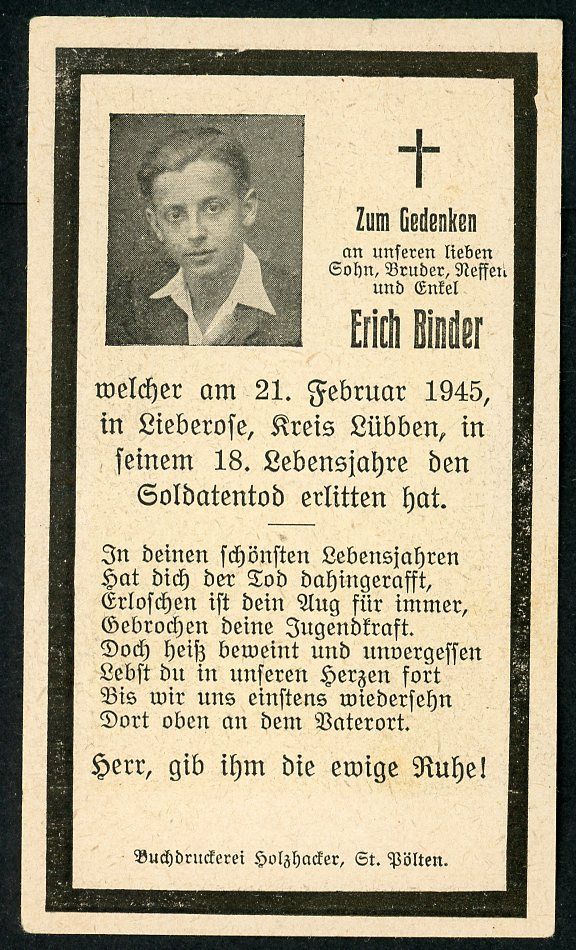 Zum Gedenken
an unseren lieben
Sohn, Bruder, Neffen
und Enkel
Erich Binder
welcher am 21. Februar 1945,
in Lieberose, Kreis Lübben, in
seinem 18. Lebensjahre den
Soldatentod erlitten hat.
In deinen schönsten Lebensjahren
Hat dich der Tod dahingerafft,
Erloschen ist dein Aug für immer,
Gebrochen deine Jugendkraft.
Doch heiß beweint und unvergessen
Lebst du in unseren Herzen fort
Bis wir uns einstens wiedersehn
Dort oben an dem Vaterort.
Herr, gib ihm die ewige Ruhe!
Buchdruckerei Holzhacker, St. Pölten.